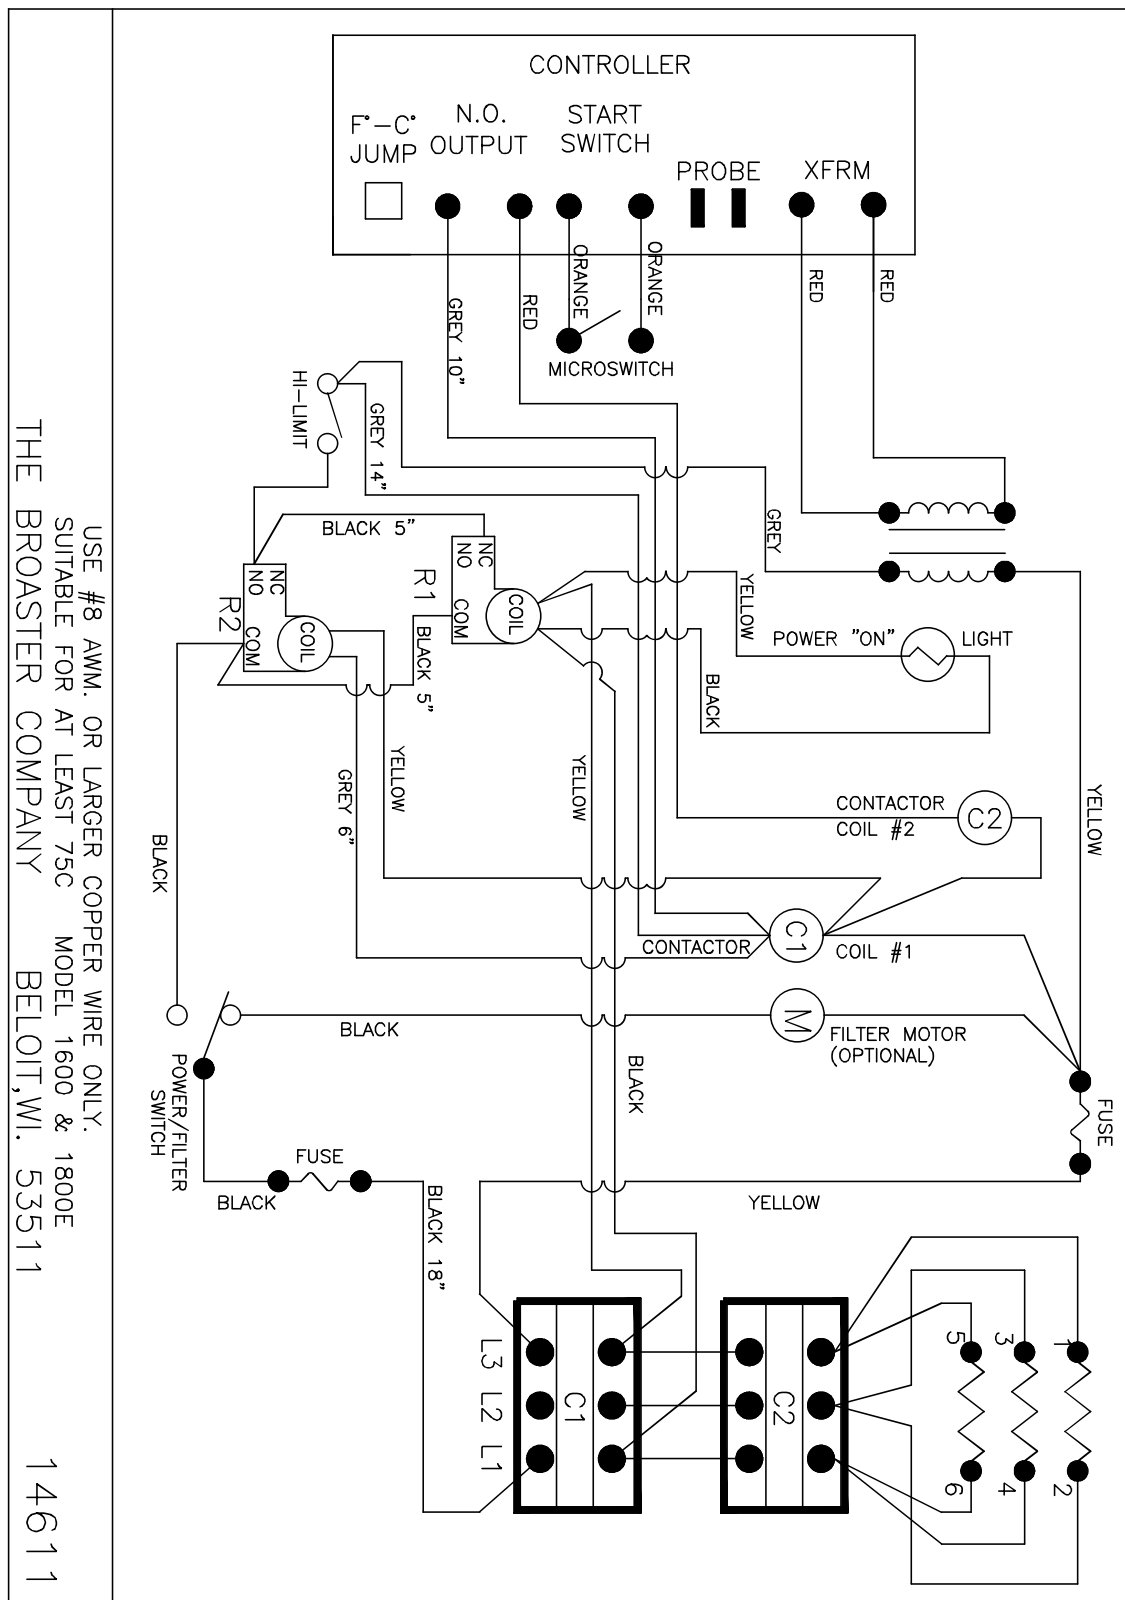 CONTROLLER
F°-C°
JUMP
N.O.
OUTPUT
START
SWITCH
PROBE
XFRM
ORANGE
ORANGE
RED
RED
GREY 10"
RED
MICROSWITCH
HI-LIMIT
GREY 14"
BLACK 5"
GREY
NC
NO
COM
COIL
R1
NC
NO
COM
COIL
R2
BLACK 5"
YELLOW
POWER "ON"
LIGHT
BLACK
YELLOW
GREY 6"
YELLOW
YELLOW
CONTACTOR
COIL #2
C2
BLACK
CONTACTOR
C1
COIL #1
BLACK
M
FILTER MOTOR
(OPTIONAL)
BLACK
POWER/FILTER
SWITCH
FUSE
FUSE
BLACK
BLACK 18"
YELLOW
L3
L2
L1
C1
C2
5
3
1
6
4
2
USE #8 AWM. OR LARGER COPPER WIRE ONLY.
SUITABLE FOR AT LEAST 75C MODEL 1600 & 1800E
THE BROASTER COMPANY BELOIT,WI. 53511 14611